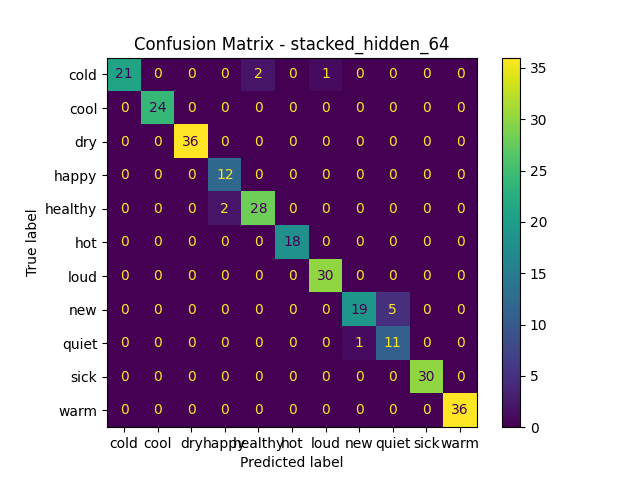 Confusion Matrix - stacked_hidden_64
True label
cold 21 0 0 0 2 0 1 0 0 0 0
cool 0 24 0 0 0 0 0 0 0 0 0
dry 0 0 36 0 0 0 0 0 0 0 0
happy 0 0 0 12 0 0 0 0 0 0 0
healthy 0 0 0 2 28 0 0 0 0 0 0
hot 0 0 0 0 0 18 0 0 0 0 0
loud 0 0 0 0 0 0 30 0 0 0 0
new 0 0 0 0 0 0 0 19 5 0 0
quiet 0 0 0 0 0 0 0 1 11 0 0
sick 0 0 0 0 0 0 0 0 0 30 0
warm 0 0 0 0 0 0 0 0 0 0 36
cold cool dry happy healthy hot loud new quiet sick warm
Predicted label
35
30
25
20
15
10
5
0